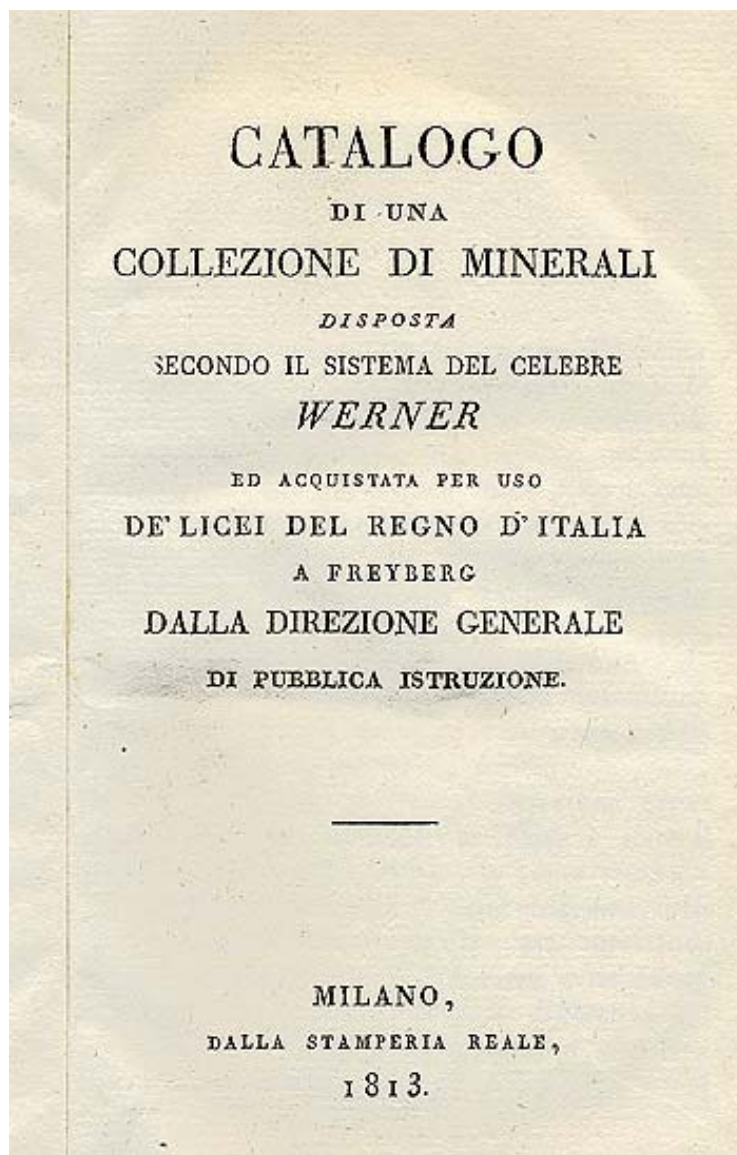 CATALOGO
DI UNA
COLLEZIONE DI MINERALI
DISPOSTA
SECONDO IL SISTEMA DEL CELEBRE
WERNER
ED ACQUISTATA PER USO
DE' LICEI DEL REGNO D' ITALIA
A FREYBERG
DALLA DIREZIONE GENERALE
DI PUBBLICA ISTRUZIONE.
MILANO,
DALLA STAMPERIA REALE,
1813.